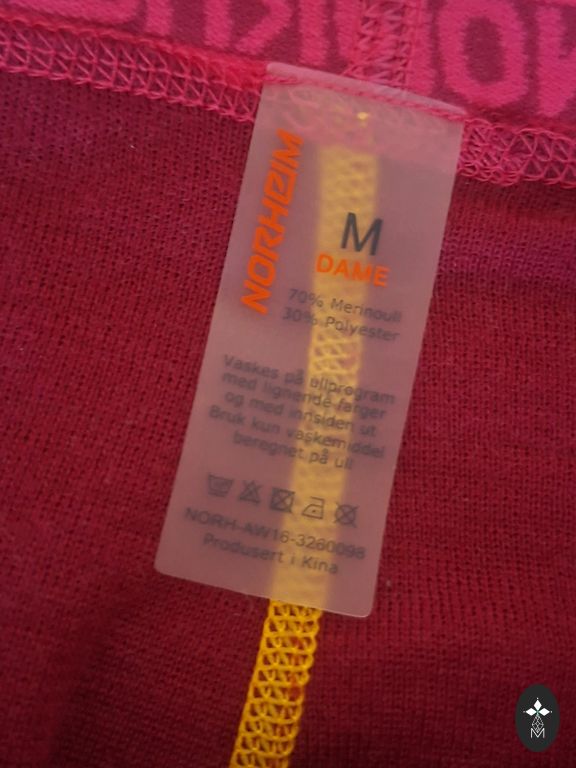 NORHEIM
M
DAME
70% Merinoull
30% Polyester
Vaskes på ullprogram
med lignende farger
og med innsiden ut
Bruk kun vaskemiddel
beregnet på ull
NORH-AW16-3260098
Produsert i Kina
M